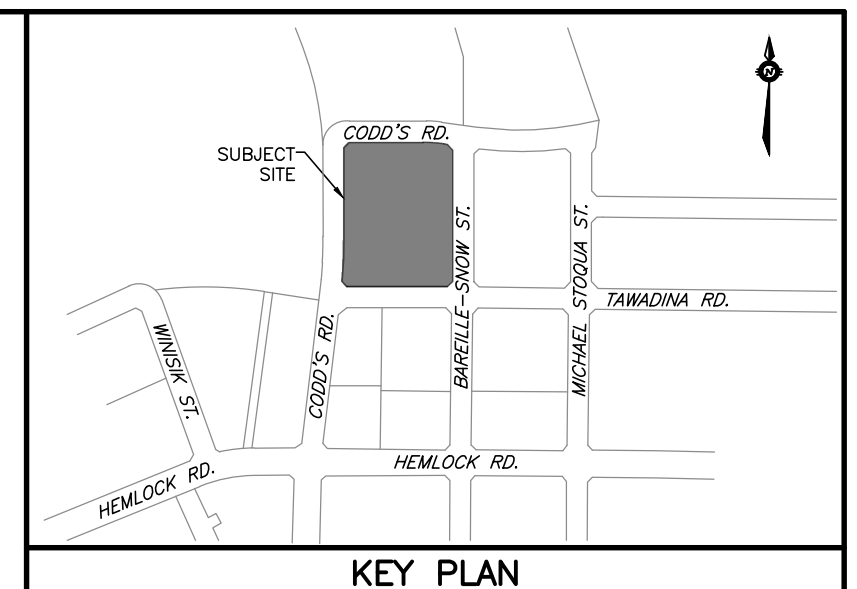 N
CODD'S RD.
SUBJECT
SITE
BAREILLE-SNOW ST.
MICHAEL STOQUA ST.
TAWADINA RD.
WINISIK ST.
CODD'S RD.
HEMLOCK RD.
HEMLOCK RD.
KEY PLAN